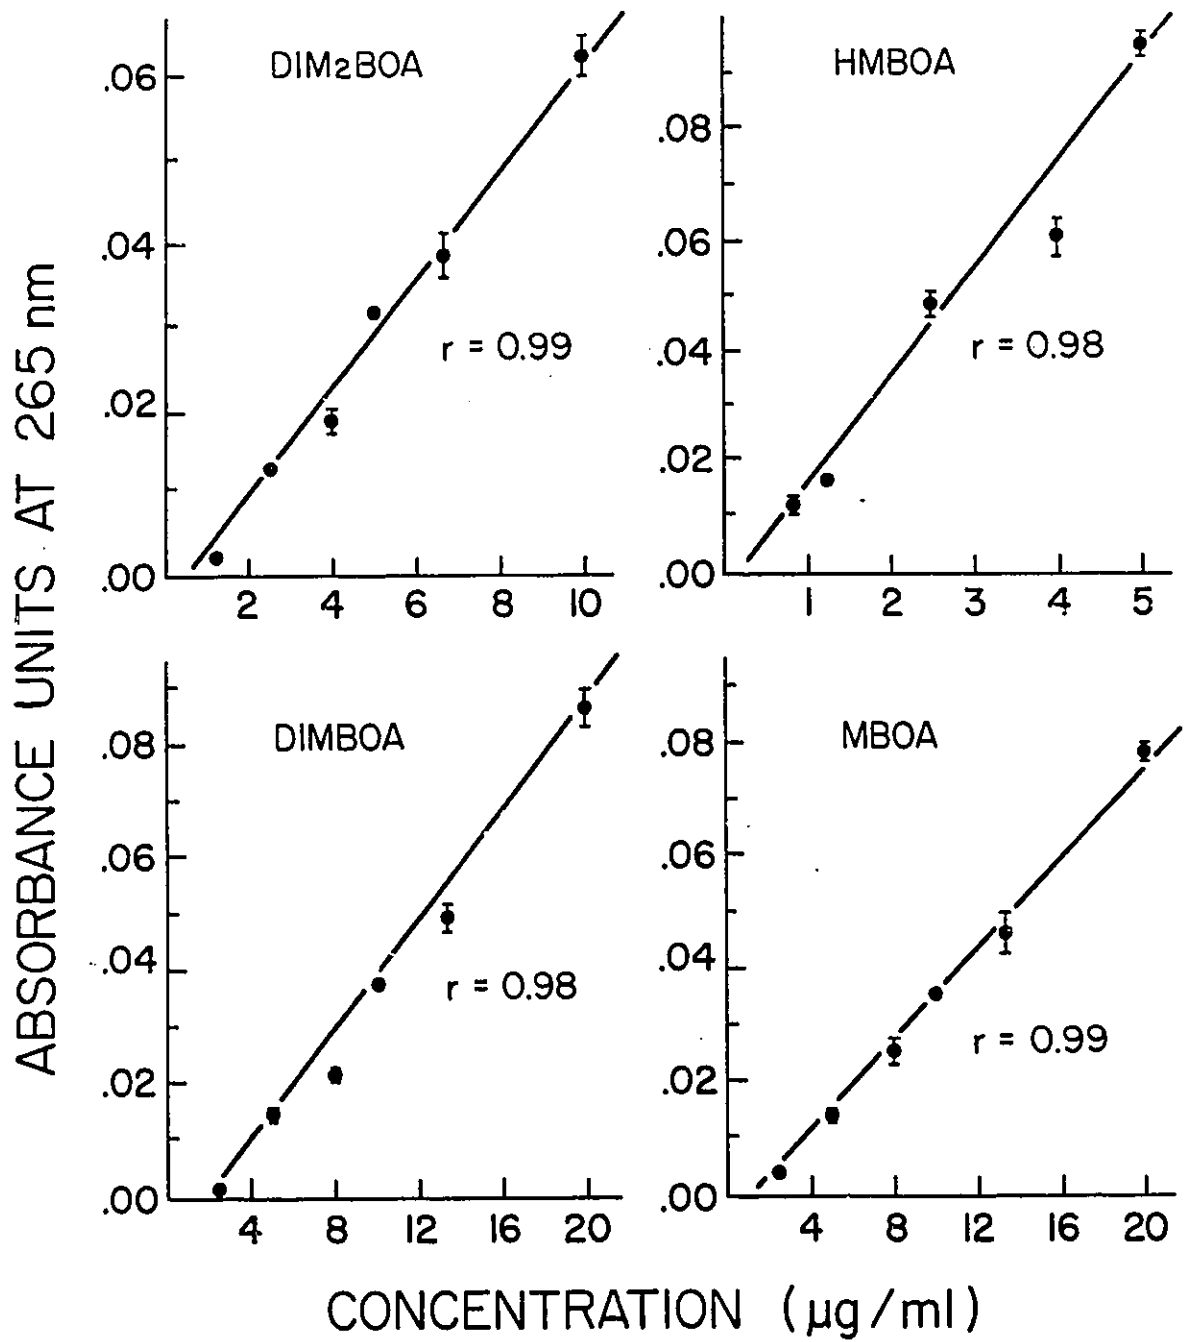 ABSORBANCE UNITS AT 265 nm
DIM2BOA
.06
.04
.02
.00
r = 0.99
2 4 6 8 10
HMBOA
.08
.06
.04
.02
.00
r = 0.98
1 2 3 4 5
DIMBOA
.08
.06
.04
.02
.00
r = 0.98
4 8 12 16 20
MBOA
.08
.06
.04
.02
.00
r = 0.99
4 8 12 16 20
CONCENTRATION (µg/ml)